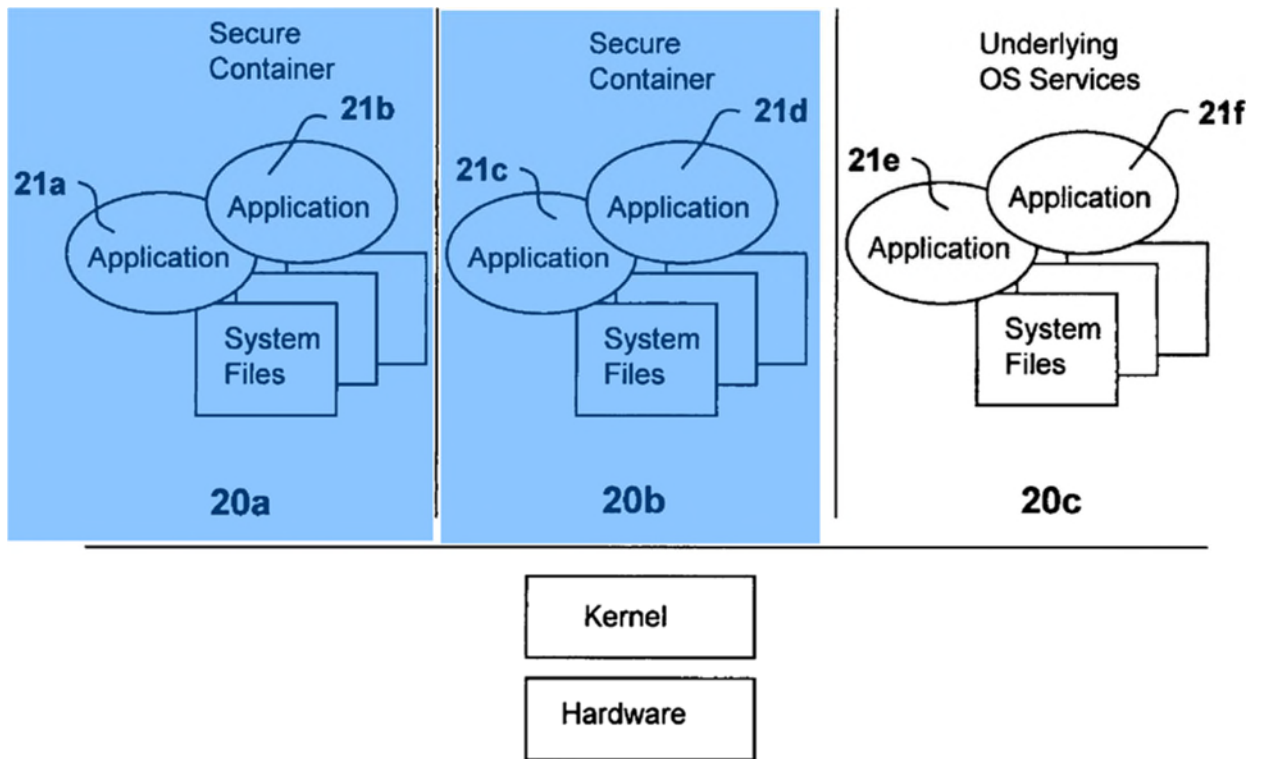 Secure
Container
21b
21a
Application
Application
System
Files
20a
Secure
Container
21d
21c
Application
Application
System
Files
20b
Underlying
OS Services
21f
21e
Application
Application
System
Files
20c
Kernel
Hardware